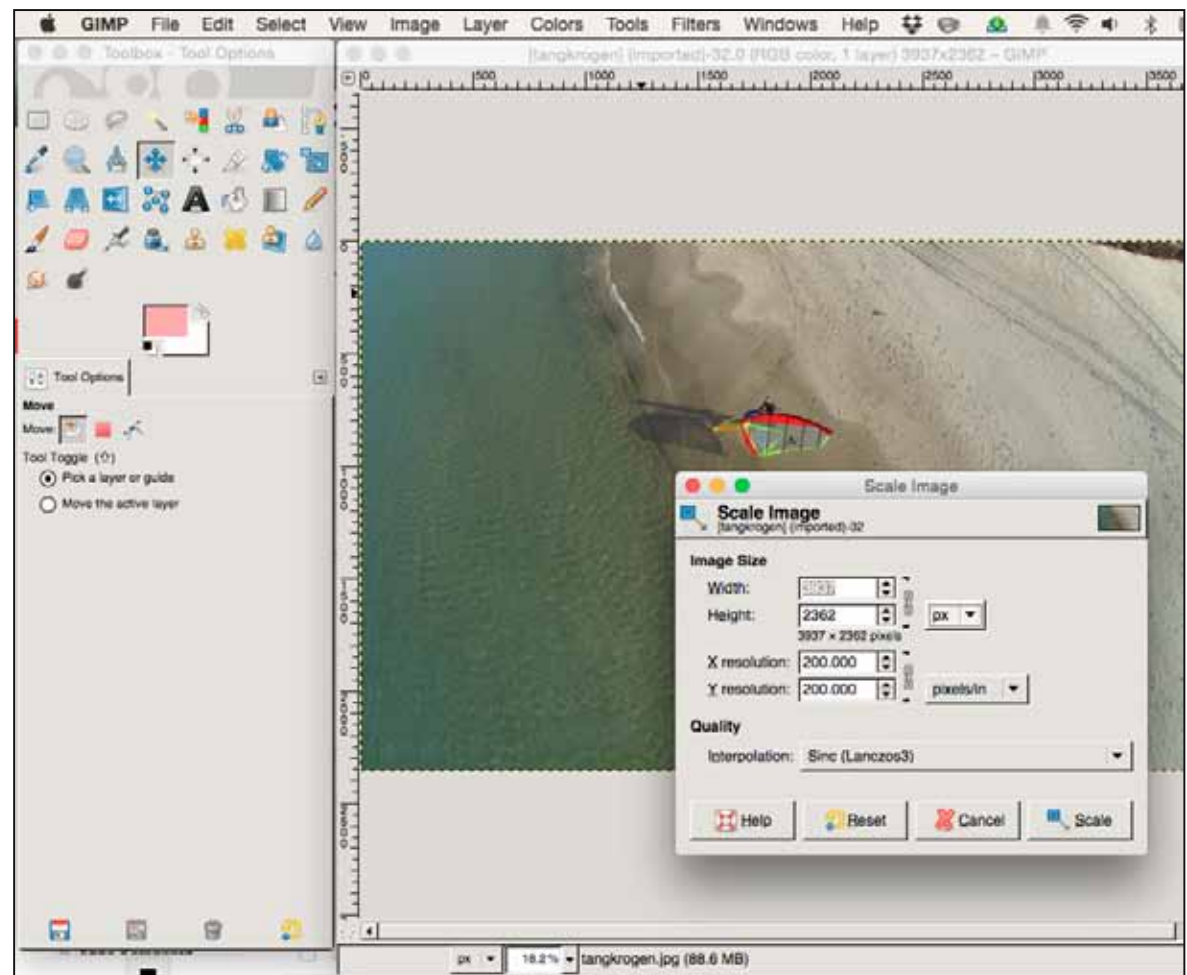 GIMP File Edit Select View Image Layer Colors Tools Filters Windows Help
Toolbox - Tool Options
[tangkrogen] (imported)-32.0 (RGB color, 1 layer) 3937x2362 – GIMP
0 500 1000 1500 2000 2500 3000 3500
Tool Options
Move
Move:
Tool Toggle (⇧)
Pick a layer or guide
Move the active layer
Scale Image
Scale Image
[tangkrogen] (imported)-32
Image Size
Width:
Height: 2362 px
3937 × 2362 pixels
X resolution: 200.000
Y resolution: 200.000 pixels/in
Quality
Interpolation: Sinc (Lanczos3)
Help Reset Cancel Scale
px 18.2% tangkrogen.jpg (88.6 MB)